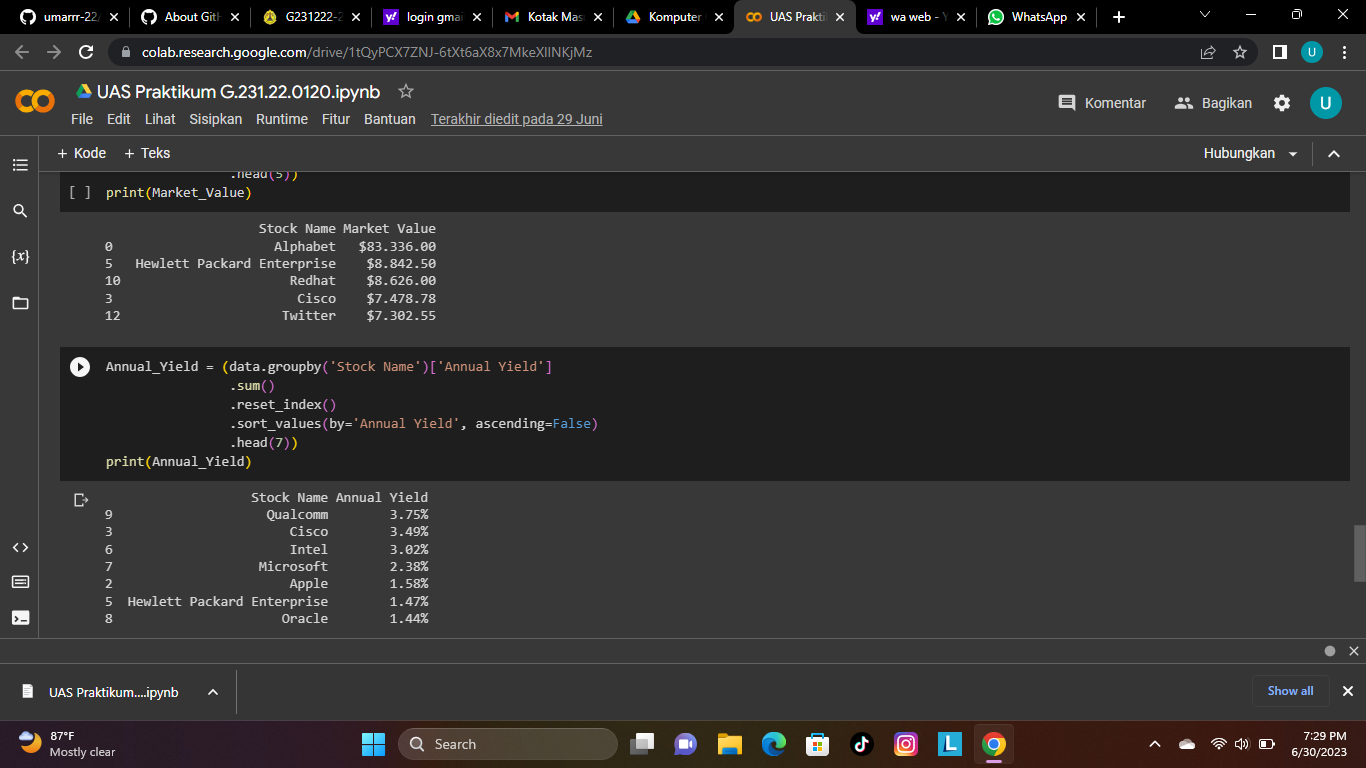 umarrr-22/
About GitH
G231222-2
login gmai
Kotak Mas
Komputer
UAS Prakti
wa web - Y
WhatsApp
colab.research.google.com/drive/1tQyPCX7ZNJ-6tXt6aX8x7MkeXIINKjMz
U
UAS Praktikum G.231.22.0120.ipynb
Komentar
Bagikan
U
File Edit Lihat Sisipkan Runtime Fitur Bantuan Terakhir diedit pada 29 Juni
+ Kode + Teks
Hubungkan
.head(5))
[ ] print(Market_Value)
Stock Name Market Value
0 Alphabet $83.336.00
5 Hewlett Packard Enterprise $8.842.50
10 Redhat $8.626.00
3 Cisco $7.478.78
12 Twitter $7.302.55
{x}
Annual_Yield = (data.groupby('Stock Name')['Annual Yield']
.sum()
.reset_index()
.sort_values(by='Annual Yield', ascending=False)
.head(7))
print(Annual_Yield)
Stock Name Annual Yield
9 Qualcomm 3.75%
3 Cisco 3.49%
6 Intel 3.02%
7 Microsoft 2.38%
2 Apple 1.58%
5 Hewlett Packard Enterprise 1.47%
8 Oracle 1.44%
UAS Praktikum....ipynb
Show all
87°F
Mostly clear
Search
L
7:29 PM
6/30/2023